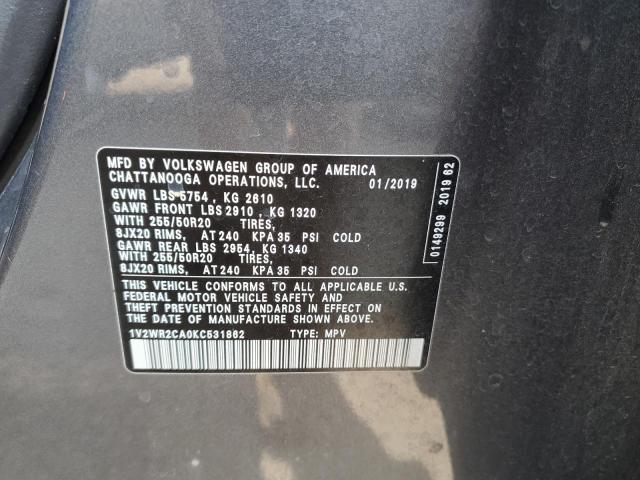 MFD BY VOLKSWAGEN GROUP OF AMERICA
CHATTANOOGA OPERATIONS, LLC. 01/2019
GVWR LBS 5754 , KG 2610
GAWR FRONT LBS 2910 , KG 1320
WITH 255/50R20 TIRES,
8JX20 RIMS, AT 240 KPA 35 PSI COLD
GAWR REAR LBS 2954 , KG 1340
WITH 255/50R20 TIRES,
8JX20 RIMS, AT 240 KPA 35 PSI COLD
THIS VEHICLE CONFORMS TO ALL APPLICABLE U.S.
FEDERAL MOTOR VEHICLE SAFETY AND
THEFT PREVENTION STANDARDS IN EFFECT ON
THE DATE OF MANUFACTURE SHOWN ABOVE.
1V2WR2CA0KC531862 TYPE: MPV
0149299 2019 62